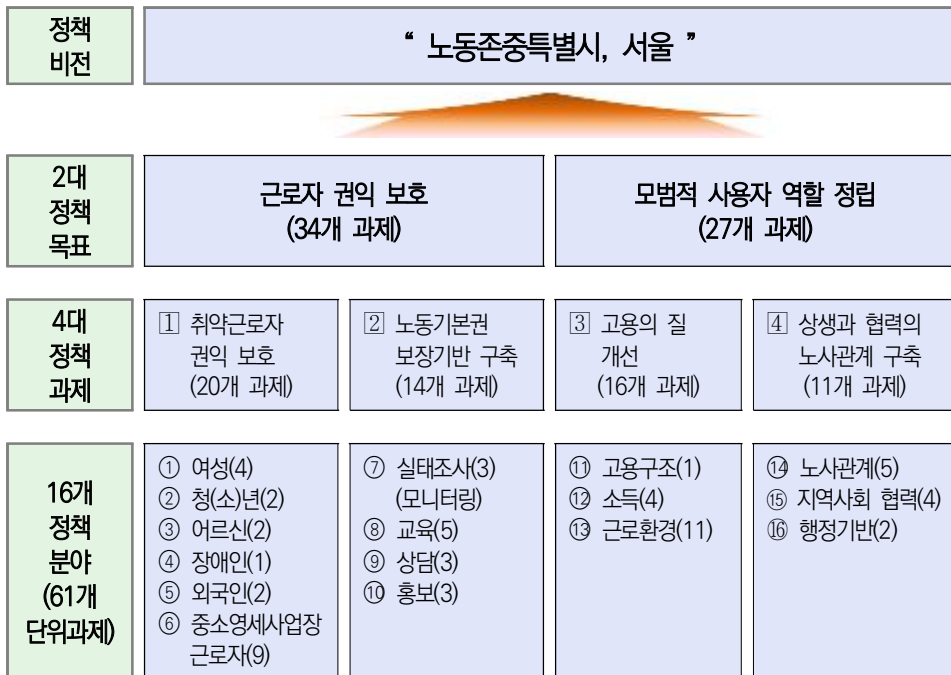 정책
비전
“ 노동존중특별시, 서울 ”
2대
정책
목표
근로자 권익 보호
(34개 과제)
모범적 사용자 역할 정립
(27개 과제)
4대
정책
과제
1 취약근로자
권익 보호
(20개 과제)
2 노동기본권
보장기반 구축
(14개 과제)
3 고용의 질
개선
(16개 과제)
4 상생과 협력의
노사관계 구축
(11개 과제)
16개
정책
분야
(61개
단위과제)
① 여성(4)
② 청(소)년(2)
③ 어르신(2)
④ 장애인(1)
⑤ 외국인(2)
⑥ 중소영세사업장
근로자(9)
⑦ 실태조사(3)
(모니터링)
⑧ 교육(5)
⑨ 상담(3)
⑩ 홍보(3)
⑪ 고용구조(1)
⑫ 소득(4)
⑬ 근로환경(11)
⑭ 노사관계(5)
⑮ 지역사회 협력(4)
⑯ 행정기반(2)